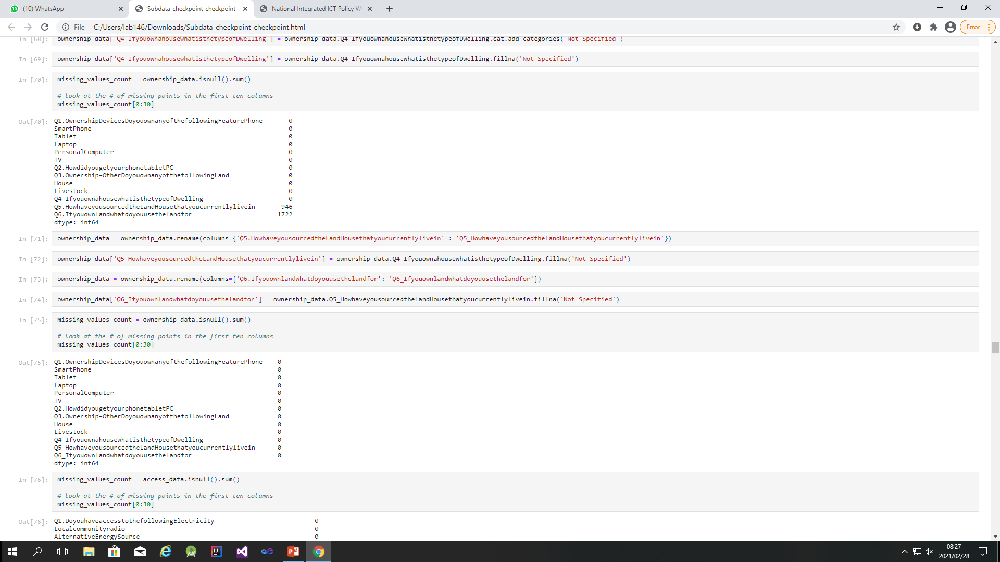 (10) WhatsApp
Subdata-checkpoint-checkpoint
National Integrated ICT Policy W
File
C:/Users/lab146/Downloads/Subdata-checkpoint-checkpoint.html
Error
In [68]: ownership_data['Q4_IfyouownahousewhatisthetypeofDwelling'] = ownership_data.Q4_IfyouownahousewhatisthetypeofDwelling.cat.add_categories('Not Specified')
In [69]: ownership_data['Q4_IfyouownahousewhatisthetypeofDwelling'] = ownership_data.Q4_IfyouownahousewhatisthetypeofDwelling.fillna('Not Specified')
In [70]: missing_values_count = ownership_data.isnull().sum()
# look at the # of missing points in the first ten columns
missing_values_count[0:30]
Out[70]: Q1.OwnershipDevicesDoyouownanyofthefollowingFeaturePhone 0
SmartPhone 0
Tablet 0
Laptop 0
PersonalComputer 0
TV 0
Q2.HowdidyougetyourphonetabletPC 0
Q3.Ownership-OtherDoyouownanyofthefollowingLand 0
House 0
Livestock 0
Q4_IfyouownahousewhatisthetypeofDwelling 0
Q5.HowhaveyousourcedtheLandHousethatyoucurrentlylivein 946
Q6.Ifyouownlandwhatdoyouusethelandfor 1722
dtype: int64
In [71]: ownership_data = ownership_data.rename(columns={'Q5.HowhaveyousourcedtheLandHousethatyoucurrentlylivein' : 'Q5_HowhaveyousourcedtheLandHousethatyoucurrentlylivein'})
In [72]: ownership_data['Q5_HowhaveyousourcedtheLandHousethatyoucurrentlylivein'] = ownership_data.Q4_IfyouownahousewhatisthetypeofDwelling.fillna('Not Specified')
In [73]: ownership_data = ownership_data.rename(columns={'Q6.Ifyouownlandwhatdoyouusethelandfor': 'Q6_Ifyouownlandwhatdoyouusethelandfor'})
In [74]: ownership_data['Q6_Ifyouownlandwhatdoyouusethelandfor'] = ownership_data.Q5_HowhaveyousourcedtheLandHousethatyoucurrentlylivein.fillna('Not Specified')
In [75]: missing_values_count = ownership_data.isnull().sum()
# look at the # of missing points in the first ten columns
missing_values_count[0:30]
Out[75]: Q1.OwnershipDevicesDoyouownanyofthefollowingFeaturePhone 0
SmartPhone 0
Tablet 0
Laptop 0
PersonalComputer 0
TV 0
Q2.HowdidyougetyourphonetabletPC 0
Q3.Ownership-OtherDoyouownanyofthefollowingLand 0
House 0
Livestock 0
Q4_IfyouownahousewhatisthetypeofDwelling 0
Q5_HowhaveyousourcedtheLandHousethatyoucurrentlylivein 0
Q6_Ifyouownlandwhatdoyouusethelandfor 0
dtype: int64
In [76]: missing_values_count = access_data.isnull().sum()
# look at the # of missing points in the first ten columns
missing_values_count[0:30]
Out[76]: Q1.DoyouhaveaccesstothefollowingElectricity 0
Localcommunityradio 0
AlternativeEnergySource 0
08:27
2021/02/28